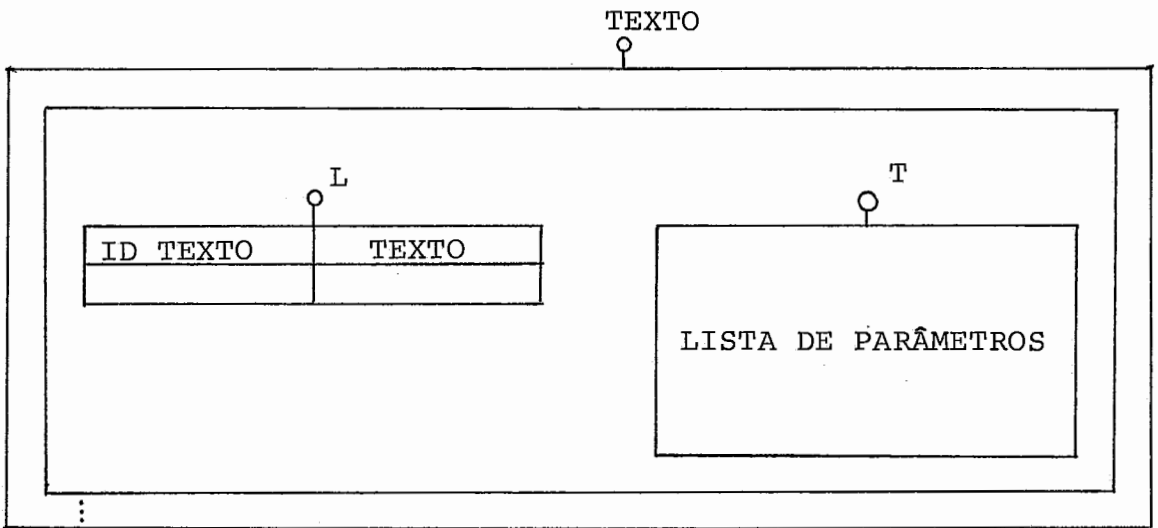 TEXTO
L
T
ID TEXTO TEXTO
LISTA DE PARÂMETROS